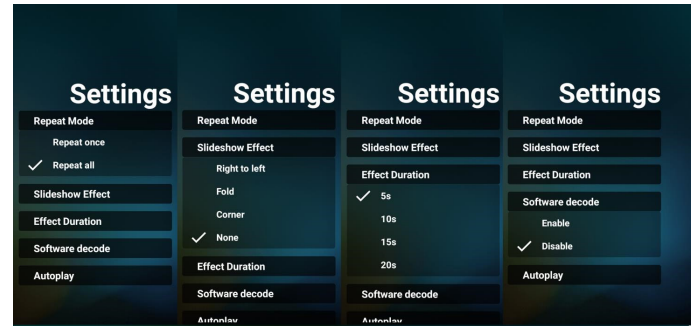 Settings
Repeat Mode
Repeat once
Repeat all
Slideshow Effect
Effect Duration
Software decode
Autoplay
Settings
Repeat Mode
Slideshow Effect
Right to left
Fold
Corner
None
Effect Duration
Software decode
Autoplay
Settings
Repeat Mode
Slideshow Effect
Effect Duration
5s
10s
15s
20s
Software decode
Autoplay
Settings
Repeat Mode
Slideshow Effect
Effect Duration
Software decode
Enable
Disable
Autoplay